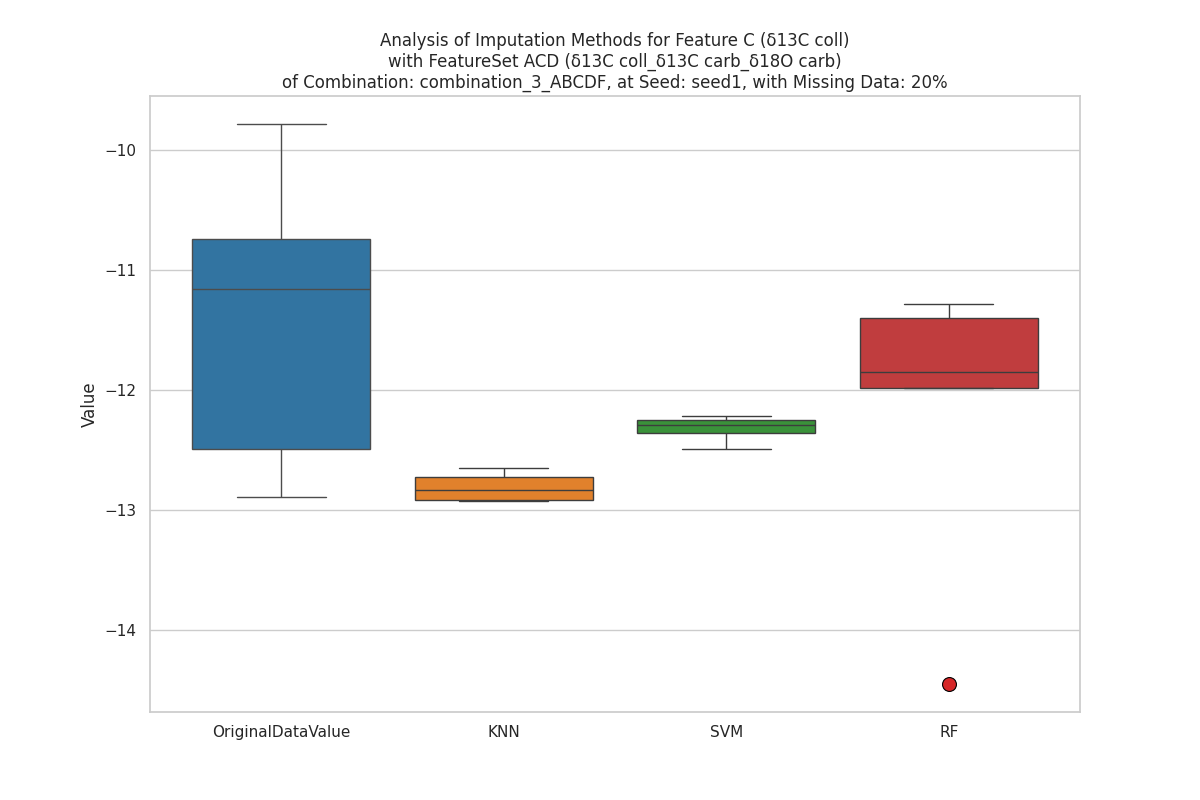 Analysis of Imputation Methods for Feature C (δ13C coll)
with FeatureSet ACD (δ13C coll_δ13C carb_δ18O carb)
of Combination: combination_3_ABCDF, at Seed: seed1, with Missing Data: 20%
Value
−10
−11
−12
−13
−14
OriginalDataValue
KNN
SVM
RF